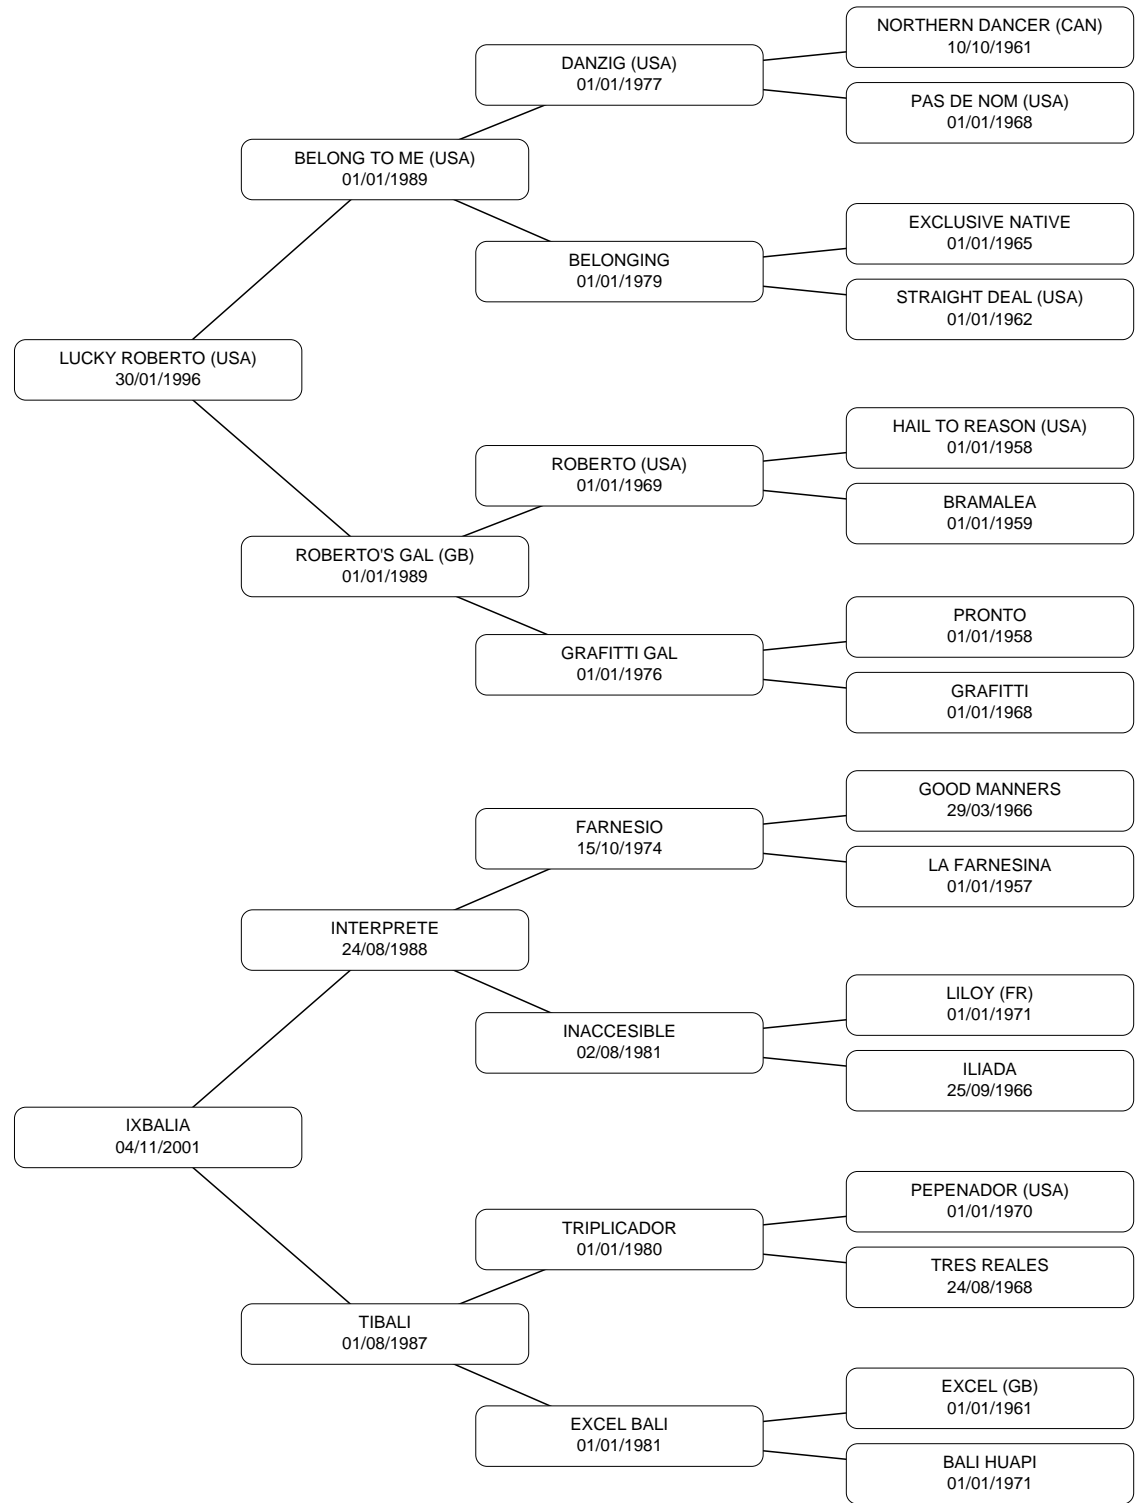 NORTHERN DANCER (CAN)
10/10/1961
DANZIG (USA)
01/01/1977
PAS DE NOM (USA)
01/01/1968
BELONG TO ME (USA)
01/01/1989
EXCLUSIVE NATIVE
01/01/1965
BELONGING
01/01/1979
STRAIGHT DEAL (USA)
01/01/1962
LUCKY ROBERTO (USA)
30/01/1996
HAIL TO REASON (USA)
01/01/1958
ROBERTO (USA)
01/01/1969
BRAMALEA
01/01/1959
ROBERTO'S GAL (GB)
01/01/1989
PRONTO
01/01/1958
GRAFITTI GAL
01/01/1976
GRAFITTI
01/01/1968
GOOD MANNERS
29/03/1966
FARNESIO
15/10/1974
LA FARNESINA
01/01/1957
INTERPRETE
24/08/1988
LILOY (FR)
01/01/1971
INACCESIBLE
02/08/1981
ILIADA
25/09/1966
IXBALIA
04/11/2001
PEPENADOR (USA)
01/01/1970
TRIPLICADOR
01/01/1980
TRES REALES
24/08/1968
TIBALI
01/08/1987
EXCEL (GB)
01/01/1961
EXCEL BALI
01/01/1981
BALI HUAPI
01/01/1971